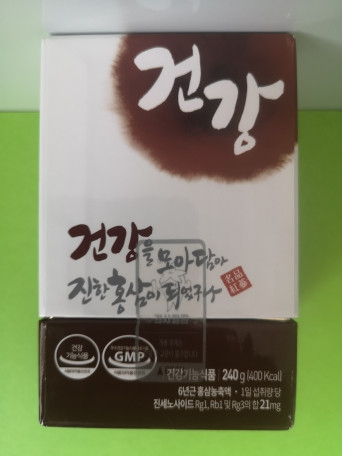 건강
건강을 모아담아
진한 홍삼이 되었구나
名品
紅蔘
건강
기능식품
GMP
건강기능식품 | 240 g (400 Kcal)
6년근 홍삼농축액 • 1일 섭취량 당
진세노사이드 Rg1, Rb1 및 Rg3의 합 21mg